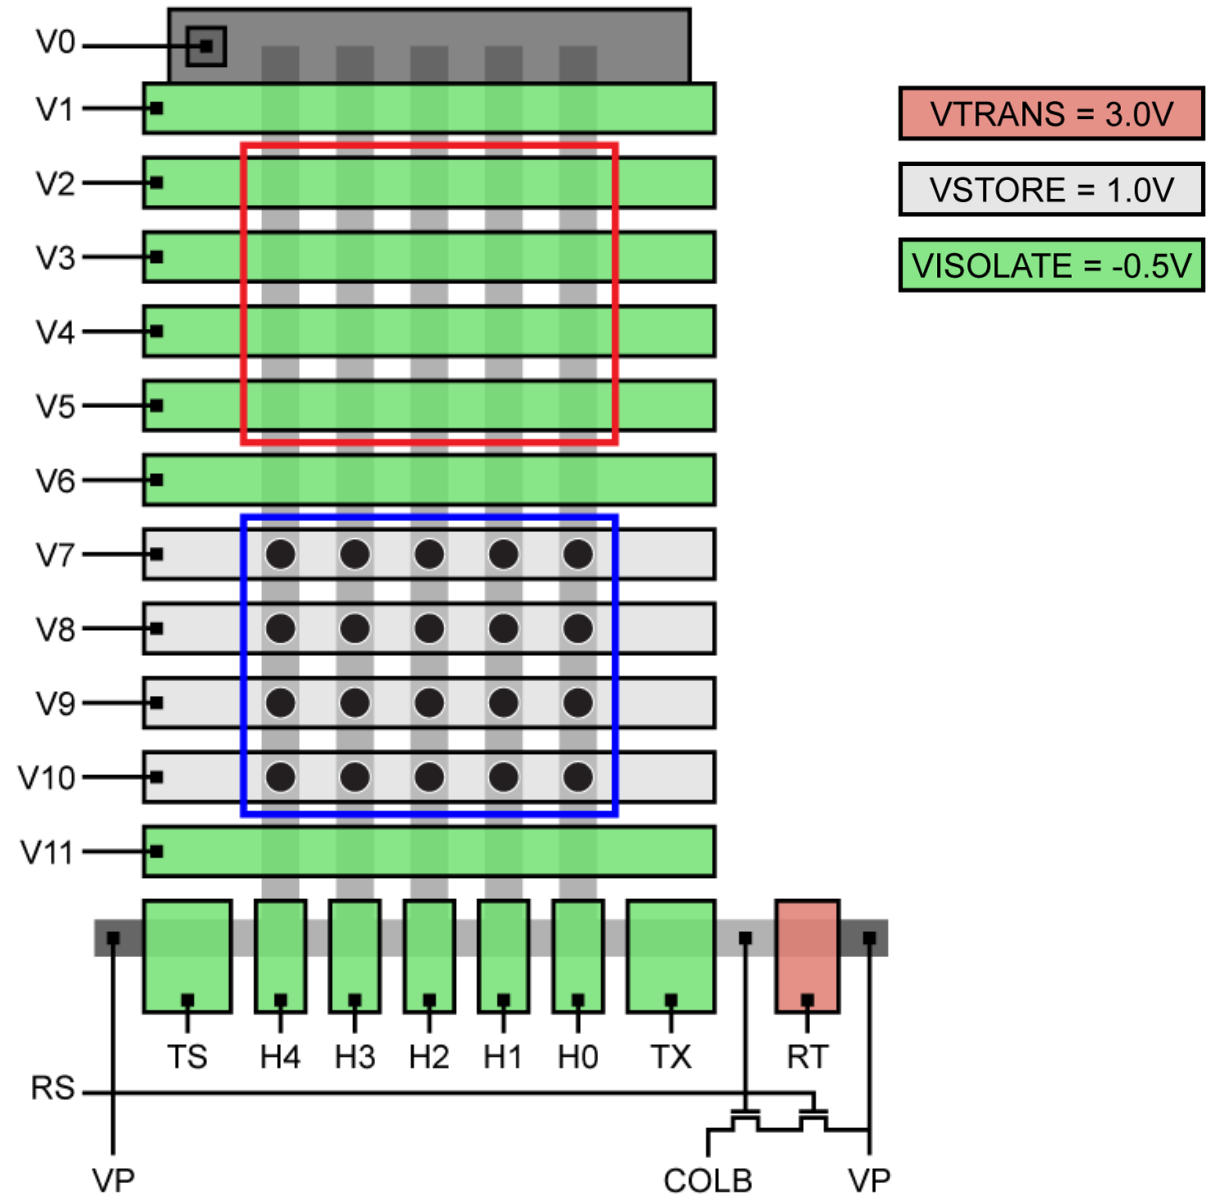 V0
V1
V2
V3
V4
V5
V6
V7
V8
V9
V10
V11
VTRANS = 3.0V
VSTORE = 1.0V
VISOLATE = -0.5V
TS H4 H3 H2 H1 H0 TX RT
RS
VP COLB VP